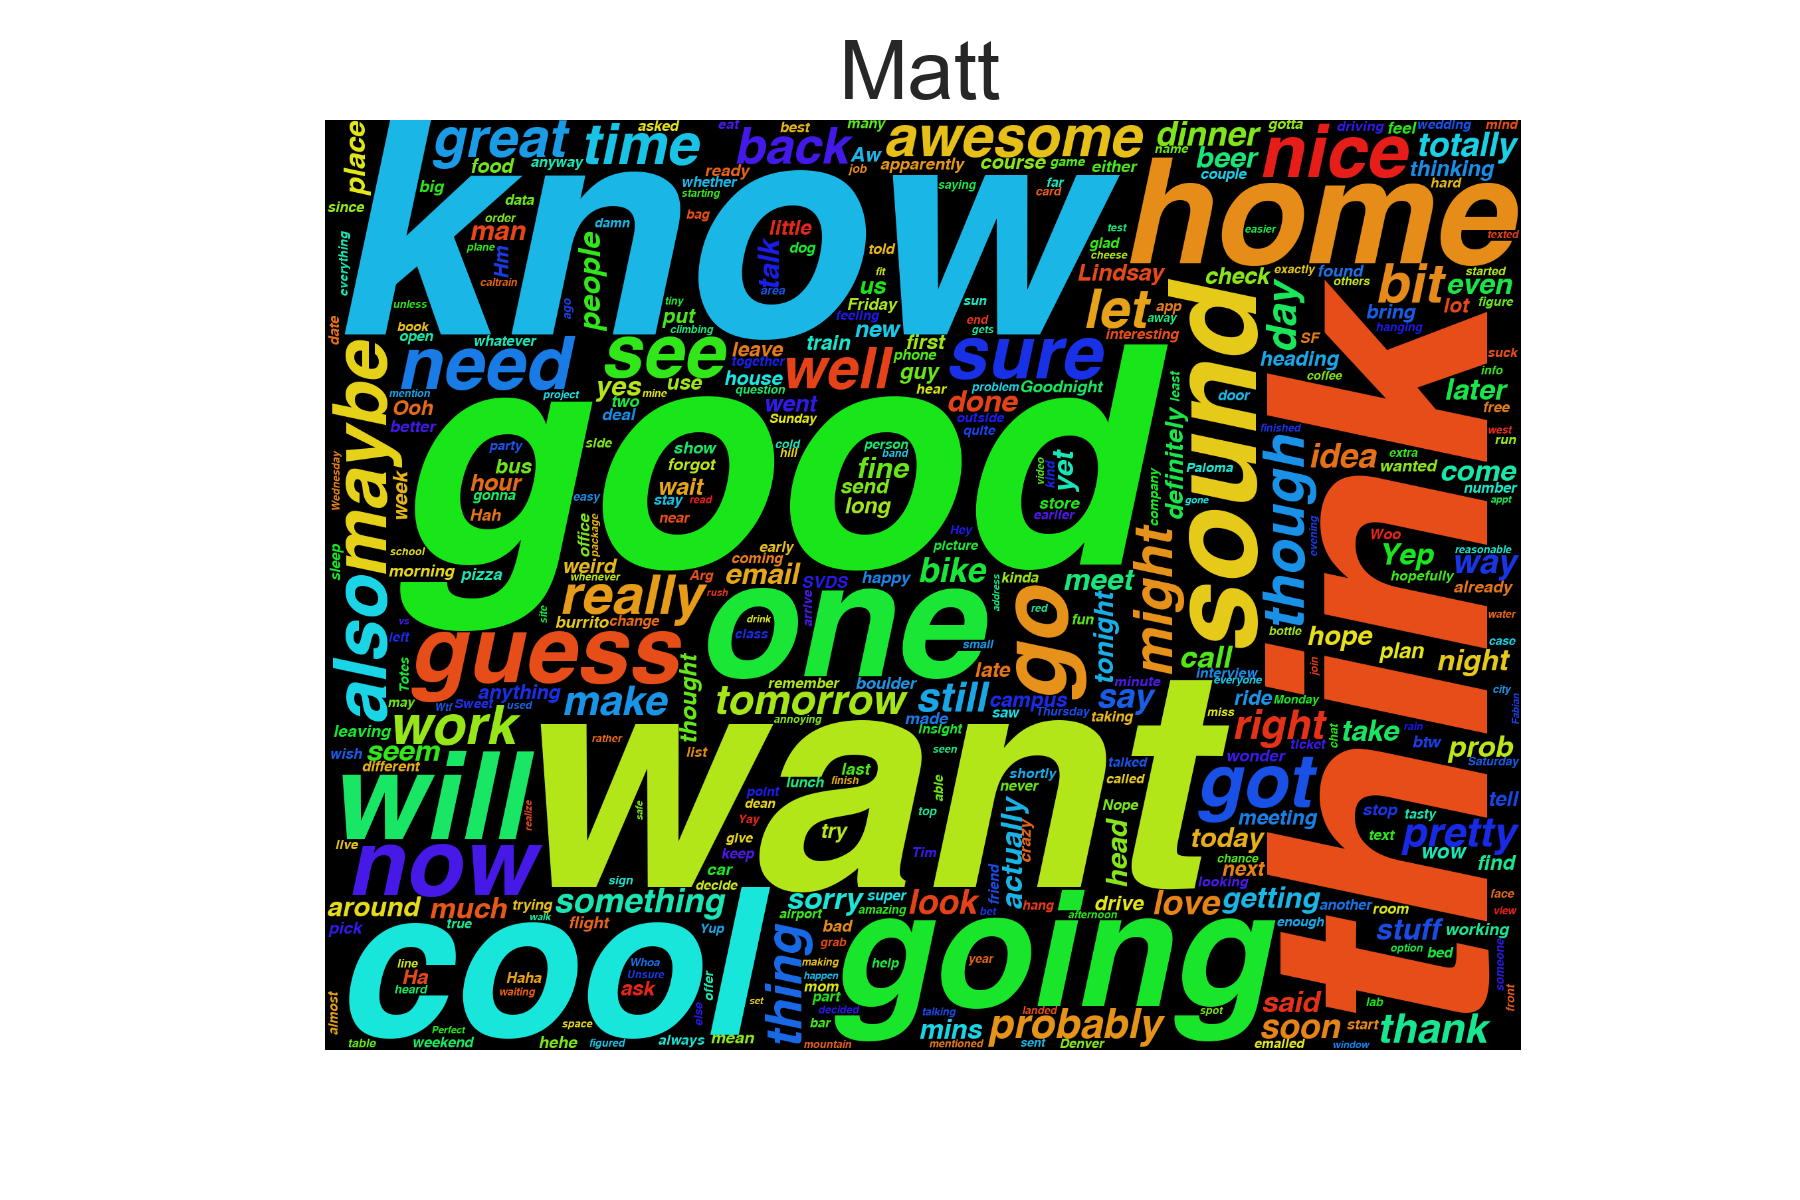 Matt
place
great
time
asked
eat
best
many
awesome
dinner
gotta
driving
feel
wedding
mind
back
Aw
name
beer
nice
totally
food
anyway
ready
job
apparently
course
game
either
couple
thinking
big
whether
starting
saying
far
card
hard
since
data
order
man
plane
Hm
caltrain
know
damn
bag
little
talk
dog
area
told
fit
us
Friday
feeling
sun
test
glad
cheese
home
easier
texted
everything
people
ago
tiny
put
climbing
new
end
gets
Lindsay
let
app
away
interesting
check
exactly
found
others
bit
started
even
figure
lot
bring
hanging
date
unless
book
open
whatever
need
see
leave
together
train
house
question
well
first
phone
guy
hear
sure
problem
Goodnight
day
SF
heading
coffee
suck
info
later
free
maybe
mention
Ooh
better
project
yes
use
mine
two
deal
went
Sunday
done
outside
quite
definitely
least
sound
door
finished
west
run
good
party
bus
hour
gonna
Hah
side
easy
show
forgot
wait
stay
read
near
cold
hill
person
band
fine
send
long
video
kind
yet
store
earlier
company
Paloma
gone
though
idea
extra
wanted
come
number
appt
think
Wednesday
week
school
sleep
morning
pizza
office
package
weird
whenever
early
coming
Arg
email
rush
SVDS
arrive
happy
Hey
picture
bike
address
kinda
meet
might
evening
Woo
Yep
hopefully
reasonable
way
already
also
vs
left
Totes
may
site
really
burrito
change
guess
one
drink
class
small
go
red
fun
tonight
late
call
interview
everyone
bottle
join
hope
plan
night
water
case
city
Fabian
anything
Wtf
Sweet
used
make
thought
remember
boulder
tomorrow
annoying
made
still
campus
saw
Thursday
minute
say
taking
miss
ride
Monday
leaving
work
wish
seem
different
rather
list
Insight
seen
want
talked
called
right
wonder
ticket
chat
take
rain
btw
prob
Saturday
will
realize
safe
point
dean
Yay
give
keep
lunch
last
finish
try
able
top
Tim
shortly
never
actually
crazy
Nope
head
got
meeting
today
chance
next
looking
stop
text
tasty
tell
pretty
wow
find
live
now
sign
car
decide
around
much
trying
walk
something
sorry
super
airport
amazing
look
bet
friend
hang
afternoon
drive
love
getting
another
enough
room
face
view
pick
true
flight
Yup
thing
bad
grab
making
happen
mom
part
decided
bar
mountain
stuff
working
option
bed
someone
front
cool
line
Ha
heard
Haha
waiting
Whoa
Unsure
ask
offer
else
set
going
help
year
talking
landed
spot
said
lab
almost
table
Perfect
weekend
space
hehe
figured
always
mean
mins
mentioned
sent
probably
Denver
soon
emailed
start
window
thank